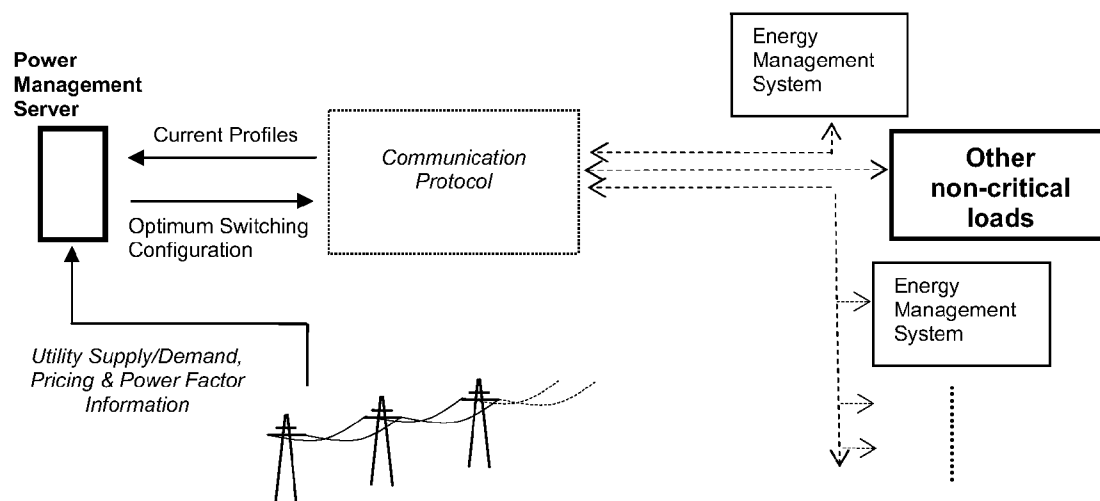 Power
Management
Server
Current Profiles
Optimum Switching
Configuration
Communication
Protocol
Energy
Management
System
Other
non-critical
loads
Energy
Management
System
Utility Supply/Demand,
Pricing & Power Factor
Information